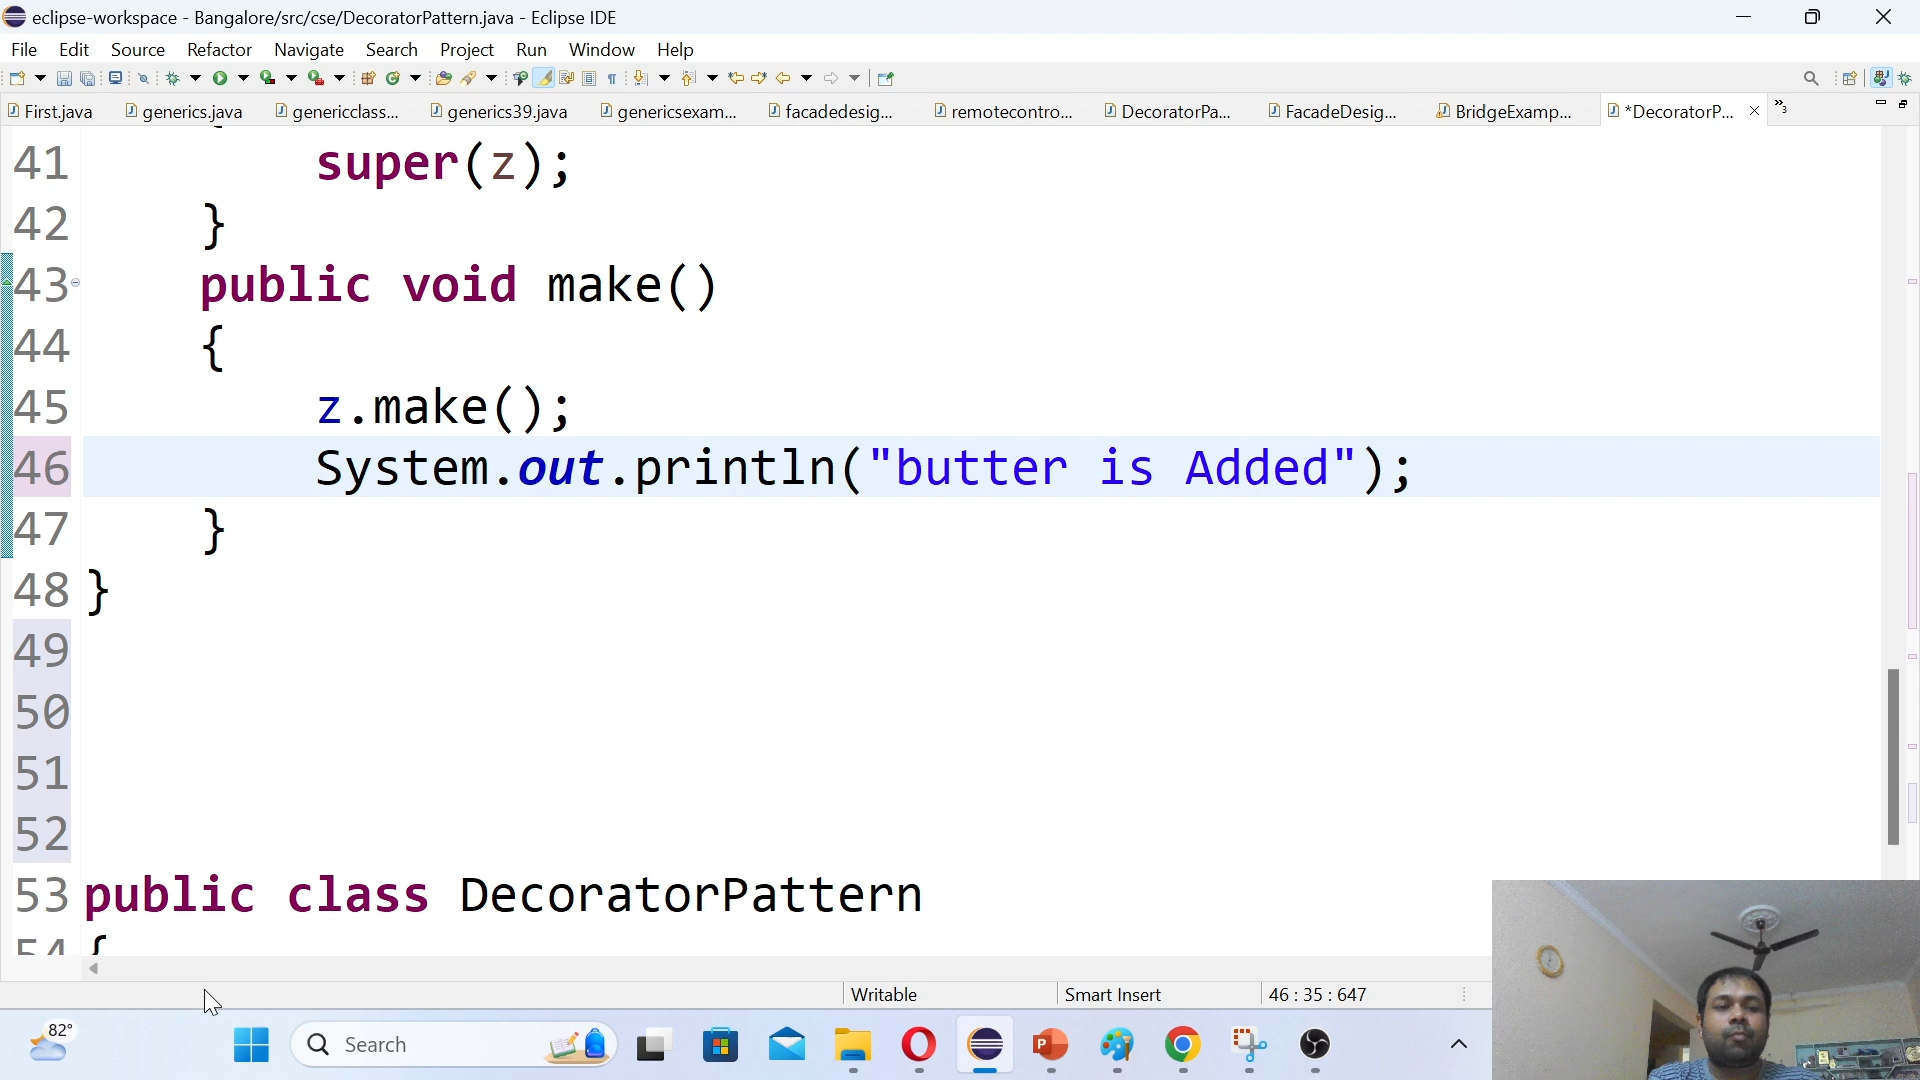 eclipse-workspace - Bangalore/src/cse/DecoratorPattern.java - Eclipse IDE
File Edit Source Refactor Navigate Search Project Run Window Help
First.java generics.java genericclass... generics39.java genericsexam... facadedesig... remotecontro... DecoratorPa... FacadeDesig... BridgeExamp... *DecoratorP... »3
41 super(z);
42 }
43 public void make()
44 {
45 z.make();
46 System.out.println("butter is Added");
47 }
48 }
49
50
51
52
53 public class DecoratorPattern
54 {
Writable Smart Insert 46 : 35 : 647
82° Search